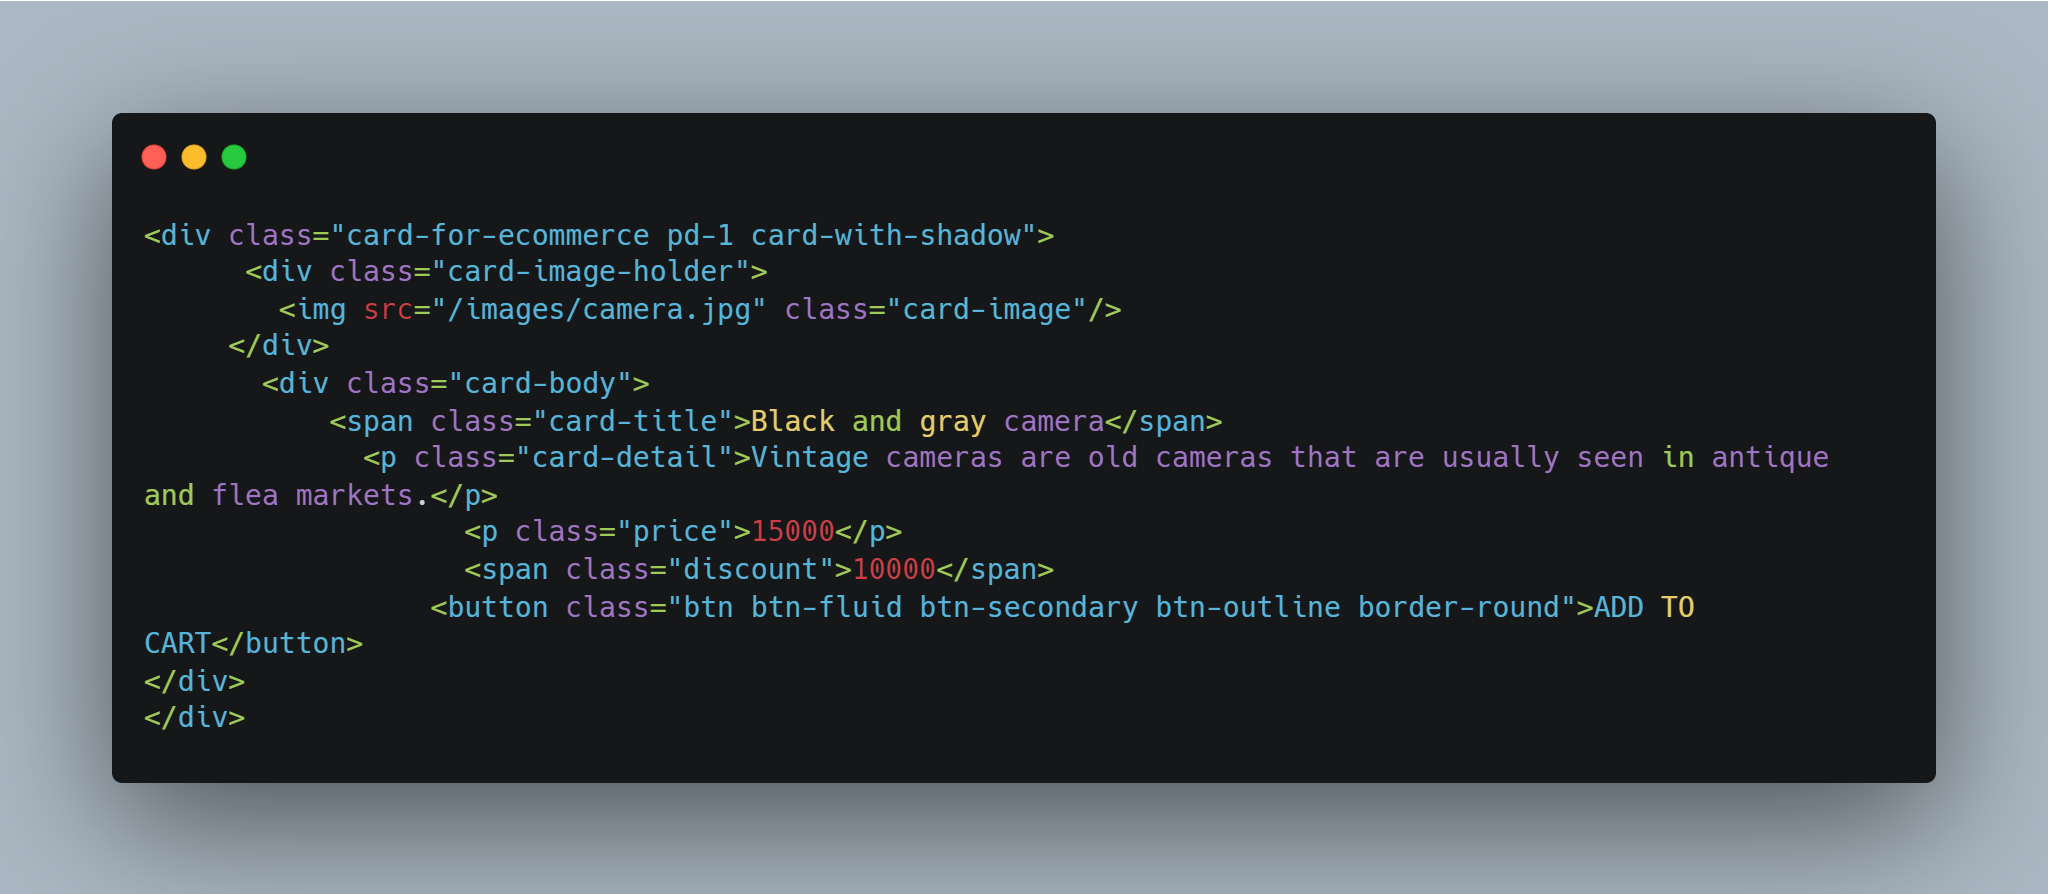 <div class="card-for-ecommerce pd-1 card-with-shadow">
      <div class="card-image-holder">
        <img src="/images/camera.jpg" class="card-image"/>
     </div>
       <div class="card-body">
           <span class="card-title">Black and gray camera</span>
             <p class="card-detail">Vintage cameras are old cameras that are usually seen in antique
and flea markets.</p>
                   <p class="price">15000</p>
                   <span class="discount">10000</span>
                 <button class="btn btn-fluid btn-secondary btn-outline border-round">ADD TO
CART</button>
</div>
</div>